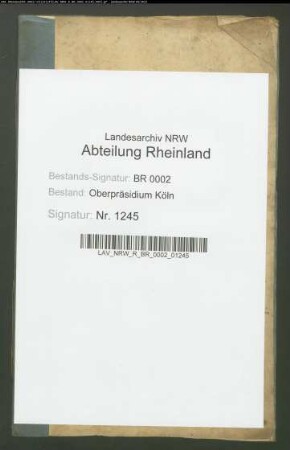 Landesarchiv NRW
Abteilung Rheinland
Bestands-Signatur: BR 0002
Bestand: Oberpräsidium Köln
Signatur: Nr. 1245
LAV_NRW_R_BR_0002_01245